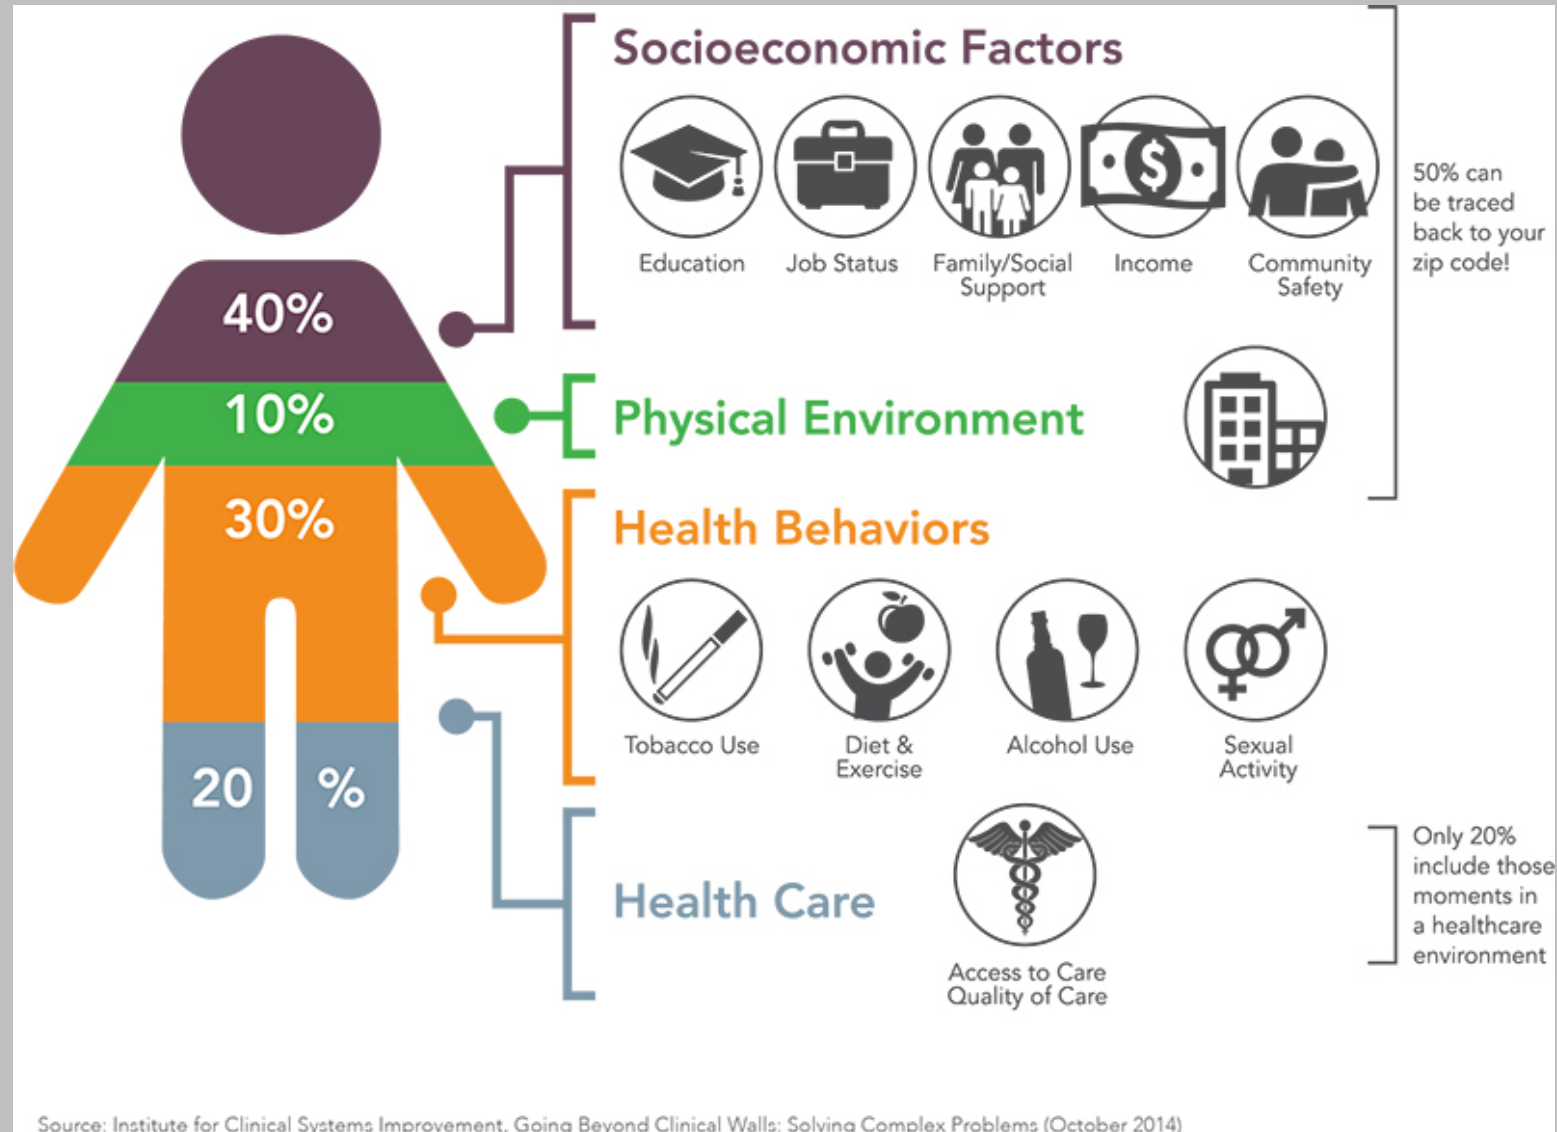 Socioeconomic Factors
Education
Job Status
Family/Social
Support
Income
Community
Safety
50% can
be traced
back to your
zip code!
40%
10%
Physical Environment
30%
Health Behaviors
Tobacco Use
Diet &
Exercise
Alcohol Use
Sexual
Activity
20 %
Health Care
Access to Care
Quality of Care
Only 20%
include those
moments in
a healthcare
environment
Source: Institute for Clinical Systems Improvement, Going Beyond Clinical Walls: Solving Complex Problems (October 2014)